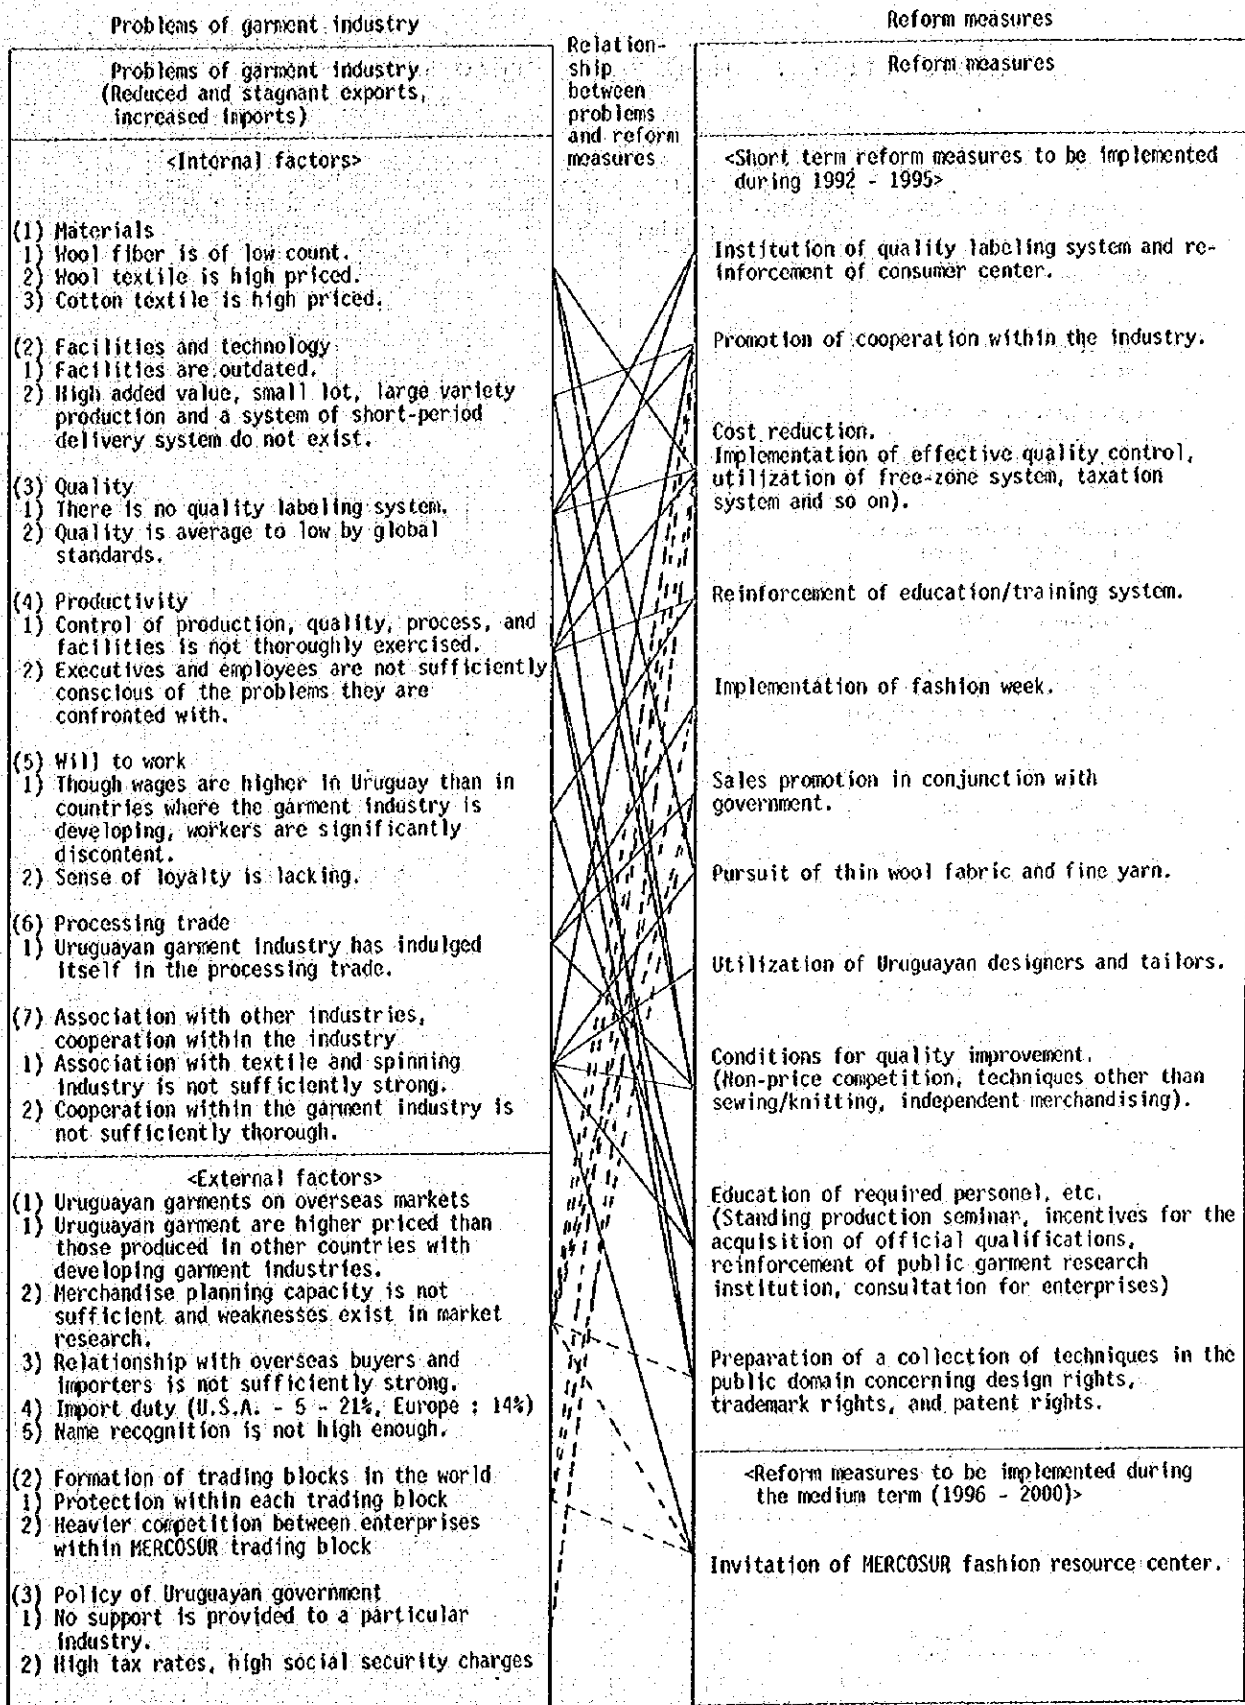 Problems of garment industry
Problems of garment industry
(Reduced and stagnant exports,
increased imports)
<Internal factors>
(1) Materials
1) Wool fiber is of low count.
2) Wool textile is high priced.
3) Cotton textile is high priced.
(2) Facilities and technology
1) Facilities are outdated.
2) High added value, small lot, large variety
production and a system of short-period
delivery system do not exist.
(3) Quality
1) There is no quality labeling system.
2) Quality is average to low by global
standards.
(4) Productivity
1) Control of production, quality, process, and
facilities is not thoroughly exercised.
2) Executives and employees are not sufficiently
conscious of the problems they are
confronted with.
(5) Will to work
1) Though wages are higher in Uruguay than in
countries where the garment industry is
developing, workers are significantly
discontent.
2) Sense of loyalty is lacking.
(6) Processing trade
1) Uruguayan garment industry has indulged
itself in the processing trade.
(7) Association with other industries,
cooperation within the industry
1) Association with textile and spinning
industry is not sufficiently strong.
2) Cooperation within the garment industry is
not sufficiently thorough.
<External factors>
(1) Uruguayan garments on overseas markets
1) Uruguayan garment are higher priced than
those produced in other countries with
developing garment industries.
2) Merchandise planning capacity is not
sufficient and weaknesses exist in market
research.
3) Relationship with overseas buyers and
importers is not sufficiently strong.
4) Import duty (U.S.A. - 5 - 21%, Europe : 14%)
5) Name recognition is not high enough.
(2) Formation of trading blocks in the world
1) Protection within each trading block
2) Heavier competition between enterprises
within MERCOSUR trading block
(3) Policy of Uruguayan government
1) No support is provided to a particular
industry.
2) High tax rates, high social security charges
Relation-
ship
between
problems
and reform
measures
Reform measures
Reform measures
<Short term reform measures to be implemented
during 1992 - 1995>
Institution of quality labeling system and re-
inforcement of consumer center.
Promotion of cooperation within the industry.
Cost reduction.
Implementation of effective quality control,
utilization of free-zone system, taxation
system and so on).
Reinforcement of education/training system.
Implementation of fashion week.
Sales promotion in conjunction with
government.
Pursuit of thin wool fabric and fine yarn.
Utilization of Uruguayan designers and tailors.
Conditions for quality improvement.
(Non-price competition, techniques other than
sewing/knitting, independent merchandising).
Education of required personel, etc.
(Standing production seminar, incentives for the
acquisition of official qualifications,
reinforcement of public garment research
institution, consultation for enterprises)
Preparation of a collection of techniques in the
public domain concerning design rights,
trademark rights, and patent rights.
<Reform measures to be implemented during
the medium term (1996 - 2000)>
Invitation of MERCOSUR fashion resource center.